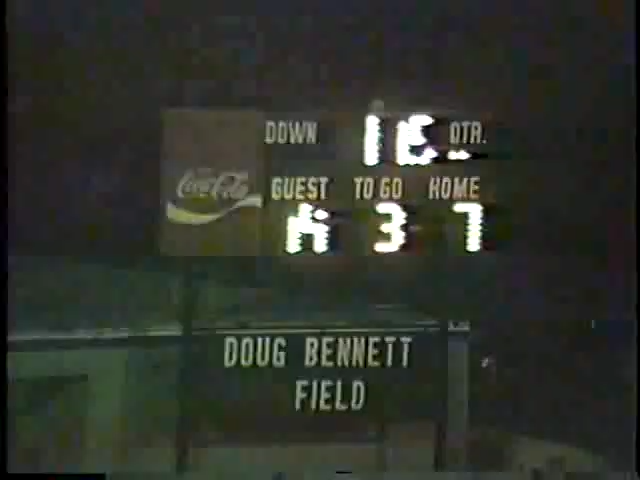 DOWN QTR.
Coca-Cola
GUEST TO GO HOME
3 7
DOUG BENNETT
FIELD